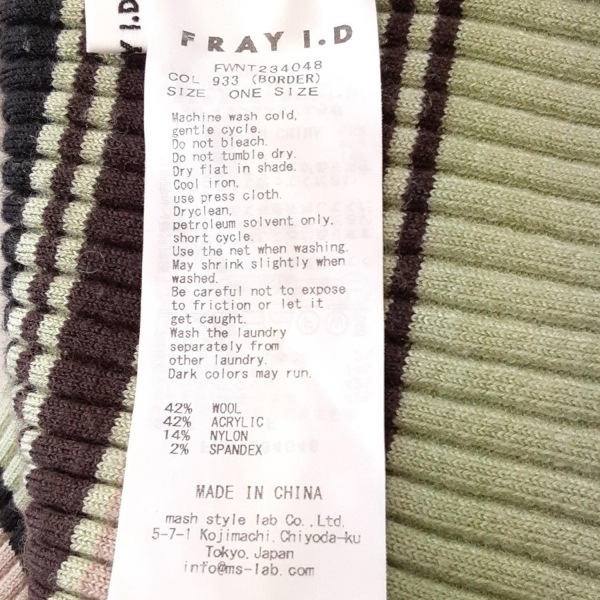 Y I.D
FRAY I.D
FWNT234048
COL 933 (BORDER)
SIZE ONE SIZE
Machine wash cold,
gentle cycle.
Do not bleach.
Do not tumble dry.
Dry flat in shade.
Cool iron,
use press cloth.
Dryclean,
petroleum solvent only.
short cycle.
Use the net when washing.
May shrink slightly when
washed.
Be careful not to expose
to friction or let it
get caught.
Wash the laundry
separately from
other laundry.
Dark colors may run.
42% WOOL
42% ACRYLIC
14% NYLON
2% SPANDEX
MADE IN CHINA
mash style lab Co.,Ltd.
5-7-1 Kojimachi,Chiyoda-ku
Tokyo,Japan
info@ms-lab.com